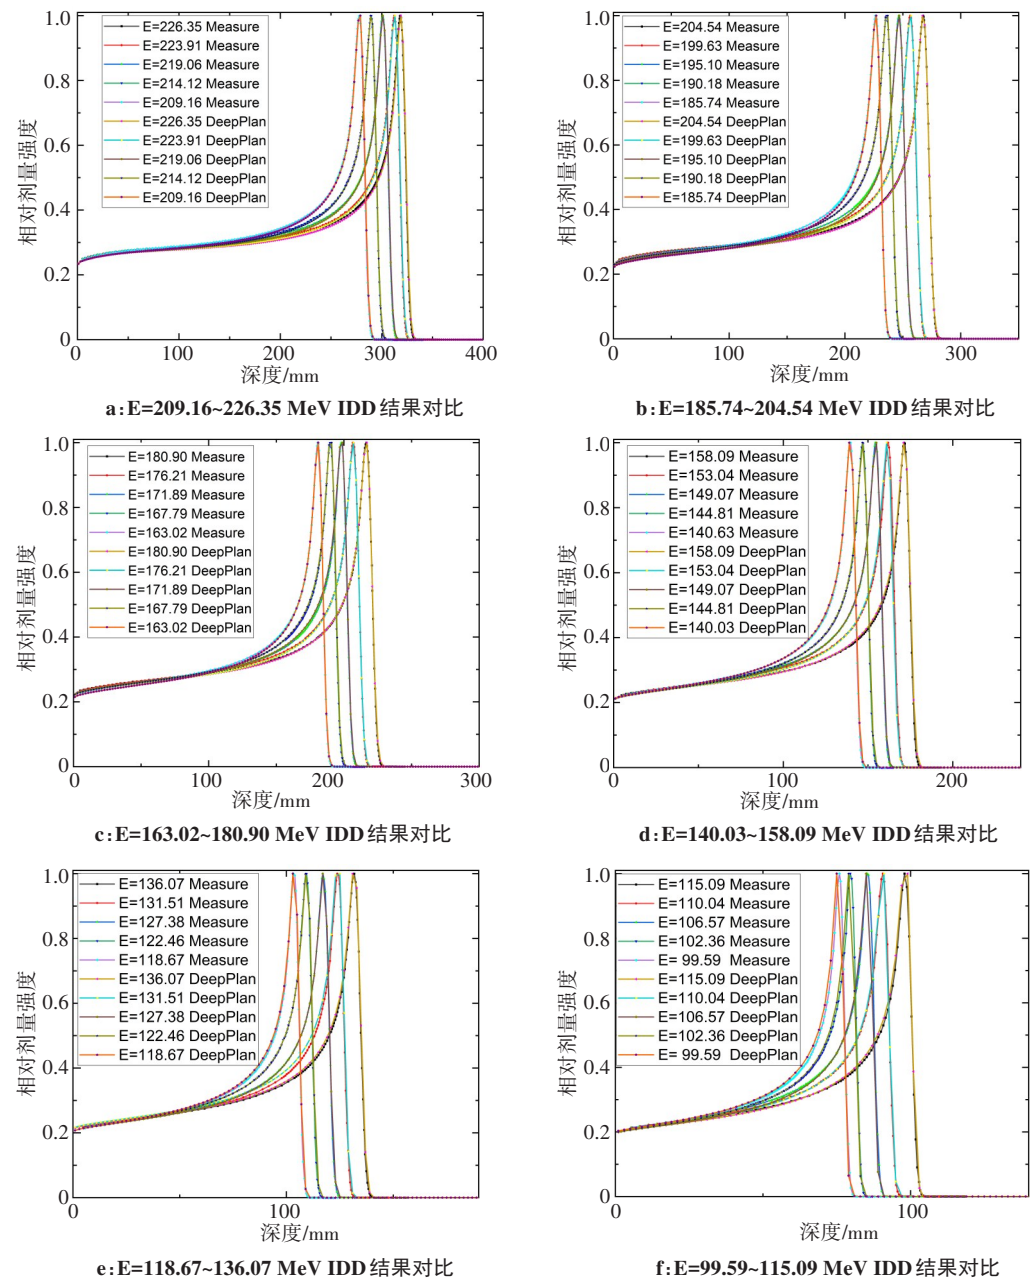 1.0
0.8
0.6
0.4
0.2
0
相对剂量强度
E=226.35 Measure
E=223.91 Measure
E=219.06 Measure
E=214.12 Measure
E=209.16 Measure
E=226.35 DeepPlan
E=223.91 DeepPlan
E=219.06 DeepPlan
E=214.12 DeepPlan
E=209.16 DeepPlan
0 100 200 300 400
深度/mm
a:E=209.16~226.35 MeV IDD结果对比
1.0
0.8
0.6
0.4
0.2
0
相对剂量强度
E=204.54 Measure
E=199.63 Measure
E=195.10 Measure
E=190.18 Measure
E=185.74 Measure
E=204.54 DeepPlan
E=199.63 DeepPlan
E=195.10 DeepPlan
E=190.18 DeepPlan
E=185.74 DeepPlan
0 100 200 300
深度/mm
b:E=185.74~204.54 MeV IDD结果对比
1.0
0.8
0.6
0.4
0.2
0
相对剂量强度
E=180.90 Measure
E=176.21 Measure
E=171.89 Measure
E=167.79 Measure
E=163.02 Measure
E=180.90 DeepPlan
E=176.21 DeepPlan
E=171.89 DeepPlan
E=167.79 DeepPlan
E=163.02 DeepPlan
0 100 200 300
深度/mm
c:E=163.02~180.90 MeV IDD结果对比
1.0
0.8
0.6
0.4
0.2
0
相对剂量强度
E=158.09 Measure
E=153.04 Measure
E=149.07 Measure
E=144.81 Measure
E=140.63 Measure
E=158.09 DeepPlan
E=153.04 DeepPlan
E=149.07 DeepPlan
E=144.81 DeepPlan
E=140.03 DeepPlan
0 100 200
深度/mm
d:E=140.03~158.09 MeV IDD结果对比
1.0
0.8
0.6
0.4
0.2
0
相对剂量强度
E=136.07 Measure
E=131.51 Measure
E=127.38 Measure
E=122.46 Measure
E=118.67 Measure
E=136.07 DeepPlan
E=131.51 DeepPlan
E=127.38 DeepPlan
E=122.46 DeepPlan
E=118.67 DeepPlan
0 100
深度/mm
e:E=118.67~136.07 MeV IDD结果对比
1.0
0.8
0.6
0.4
0.2
0
相对剂量强度
E=115.09 Measure
E=110.04 Measure
E=106.57 Measure
E=102.36 Measure
E= 99.59 Measure
E=115.09 DeepPlan
E=110.04 DeepPlan
E=106.57 DeepPlan
E=102.36 DeepPlan
E= 99.59 DeepPlan
0 100
深度/mm
f:E=99.59~115.09 MeV IDD结果对比